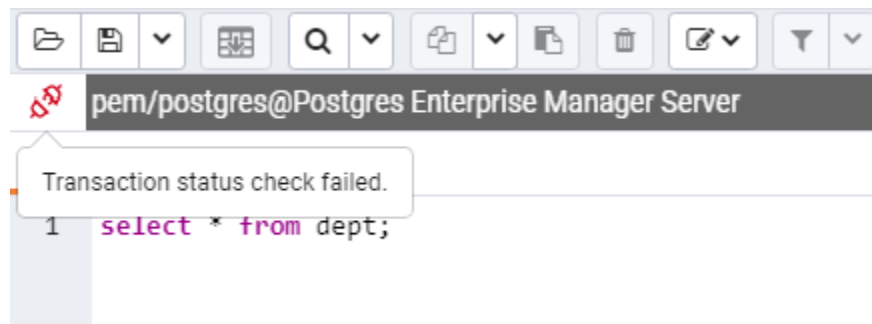 pem/postgres@Postgres Enterprise Manager Server
Transaction status check failed.
1 select * from dept;